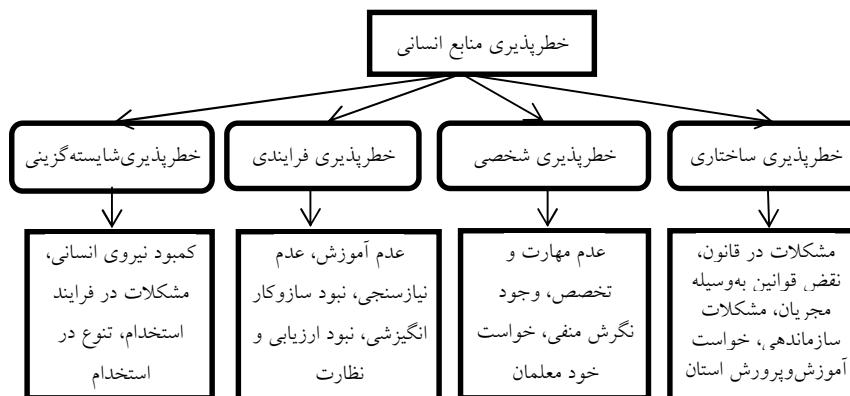 خطرپذیری منابع انسانی
خطرپذیری ساختاری
خطرپذیری شخصی
خطرپذیری فرایندی
خطرپذیری‌شایسته‌گزینی
مشکلات در قانون،
نقض قوانین به‌وسیله
مجریان، مشکلات
سازماندهی، خواست
آموزش‌وپرورش استان
عدم مهارت و
تخصص، وجود
نگرش منفی، خواست
خود معلمان
عدم آموزش، عدم
نیازسنجی، نبود سازوکار
انگیزشی، نبود ارزیابی و
نظارت
کمبود نیروی انسانی،
مشکلات در فرایند
استخدام، تنوع در
استخدام